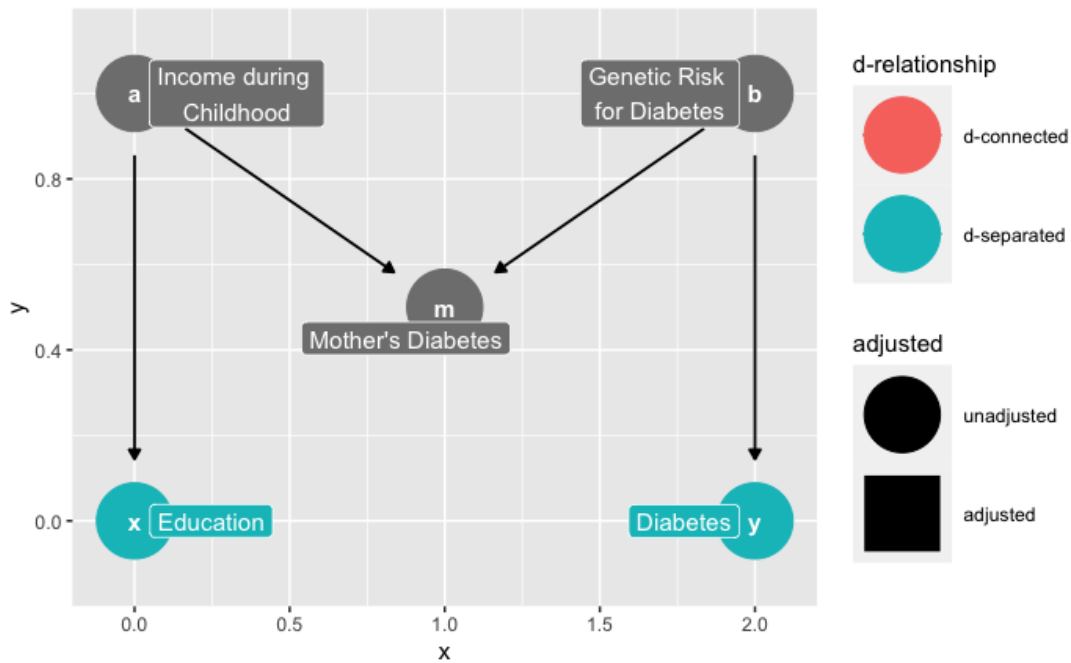 a
Income during
Childhood
Genetic Risk
for Diabetes
b
m
Mother's Diabetes
x
Education
Diabetes
y
0.8
0.4
0.0
y
0.0
0.5
1.0
1.5
2.0
x
d-relationship
d-connected
d-separated
adjusted
unadjusted
adjusted